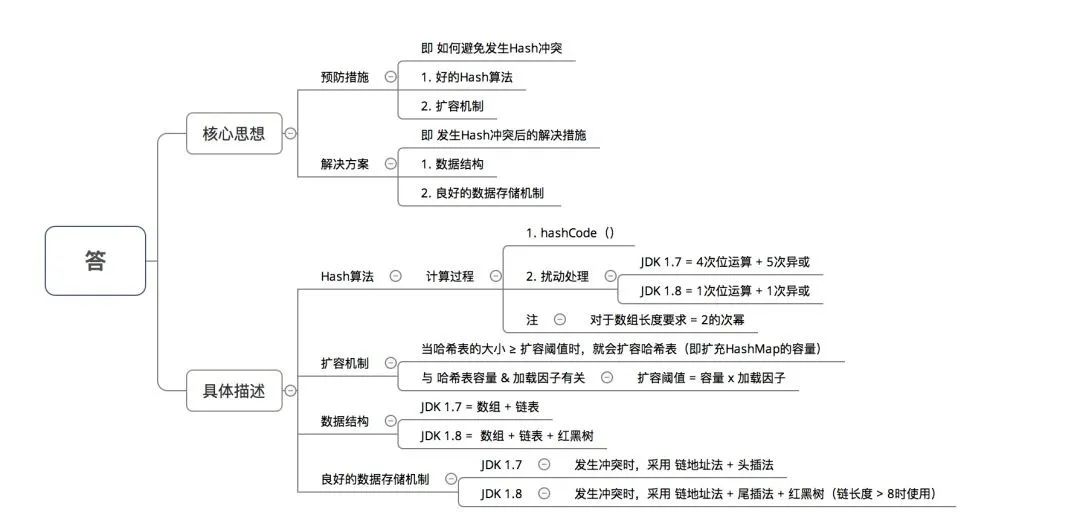 答
核心思想
预防措施
即 如何避免发生Hash冲突
1. 好的Hash算法
2. 扩容机制
解决方案
即 发生Hash冲突后的解决措施
1. 数据结构
2. 良好的数据存储机制
具体描述
Hash算法
计算过程
1. hashCode（）
2. 扰动处理
JDK 1.7 = 4次位运算 + 5次异或
JDK 1.8 = 1次位运算 + 1次异或
注
对于数组长度要求 = 2的次幂
扩容机制
当哈希表的大小 ≥ 扩容阈值时，就会扩容哈希表（即扩充HashMap的容量）
与 哈希表容量 & 加载因子有关
扩容阈值 = 容量 x 加载因子
数据结构
JDK 1.7 = 数组 + 链表
JDK 1.8 = 数组 + 链表 + 红黑树
良好的数据存储机制
JDK 1.7
发生冲突时，采用 链地址法 + 头插法
JDK 1.8
发生冲突时，采用 链地址法 + 尾插法 + 红黑树（链长度 > 8时使用）